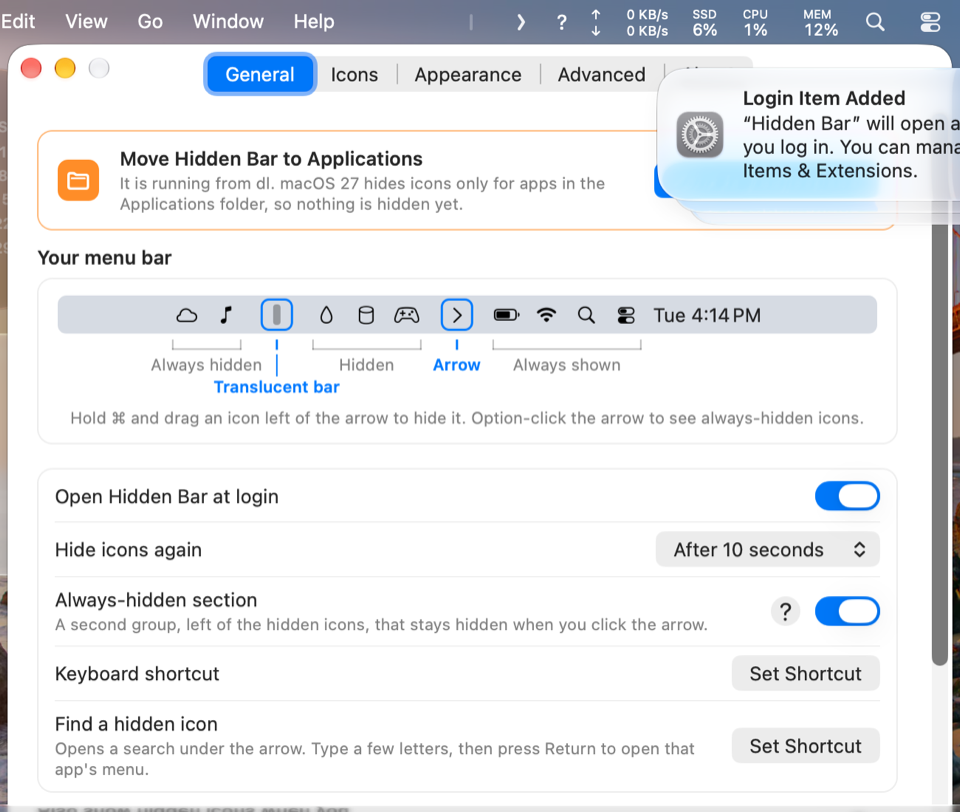 Edit View Go Window Help ? 0 KB/s SSD CPU MEM
0 KB/s 6% 1% 12%
General Icons Appearance Advanced
Login Item Added
“Hidden Bar” will open a
you log in. You can mana
Items & Extensions.
Move Hidden Bar to Applications
It is running from dl. macOS 27 hides icons only for apps in the
Applications folder, so nothing is hidden yet.
Your menu bar
Tue 4:14 PM
Always hidden Hidden Arrow Always shown
Translucent bar
Hold ⌘ and drag an icon left of the arrow to hide it. Option-click the arrow to see always-hidden icons.
Open Hidden Bar at login
Hide icons again After 10 seconds
Always-hidden section ?
A second group, left of the hidden icons, that stays hidden when you click the arrow.
Keyboard shortcut Set Shortcut
Find a hidden icon
Opens a search under the arrow. Type a few letters, then press Return to open that
app's menu.
Set Shortcut